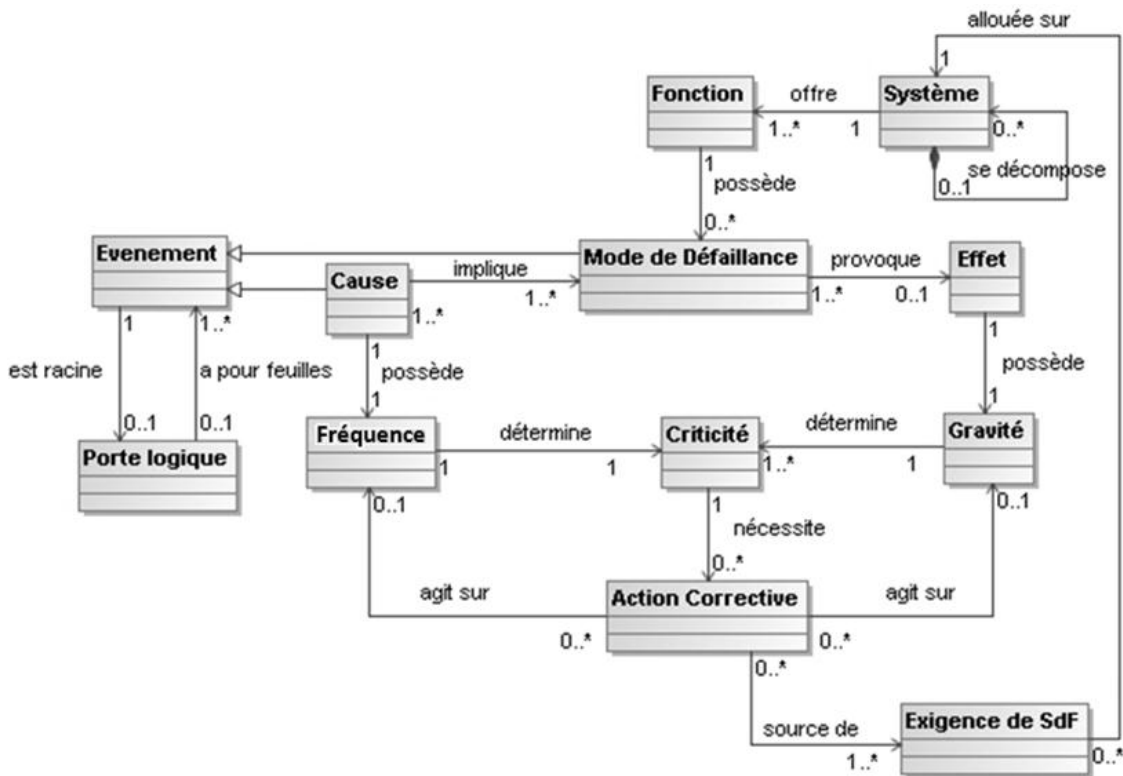 allouée sur
1
Fonction
offre
Système
1..*
1
0..*
1
possède
se décompose
0..1
0..*
Evenement
Mode de Défaillance
provoque
Effet
Cause
implique
1..*
1..*
0..1
1
1..*
1..*
1
1
est racine
a pour feuilles
possède
possède
0..1
0..1
1
1
Fréquence
détermine
Criticité
détermine
Gravité
Porte logique
1
1
1..*
1
0..1
1
0..1
nécessite
0..*
agit sur
Action Corrective
agit sur
0..*
0..*
0..*
source de
Exigence de SdF
1..*
0..*